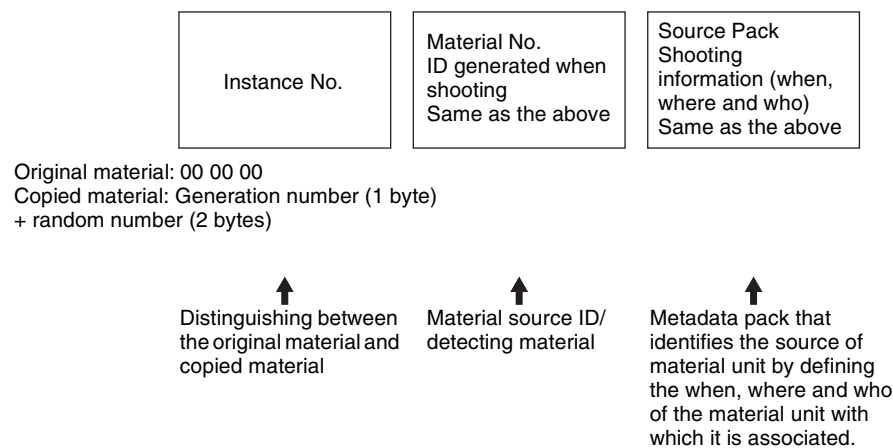 Instance No.
Material No.
ID generated when
shooting
Same as the above
Source Pack
Shooting
information (when,
where and who)
Same as the above
Original material: 00 00 00
Copied material: Generation number (1 byte)
+ random number (2 bytes)
Distinguishing between
the original material and
copied material
Material source ID/
detecting material
Metadata pack that
identifies the source of
material unit by defining
the when, where and who
of the material unit with
which it is associated.